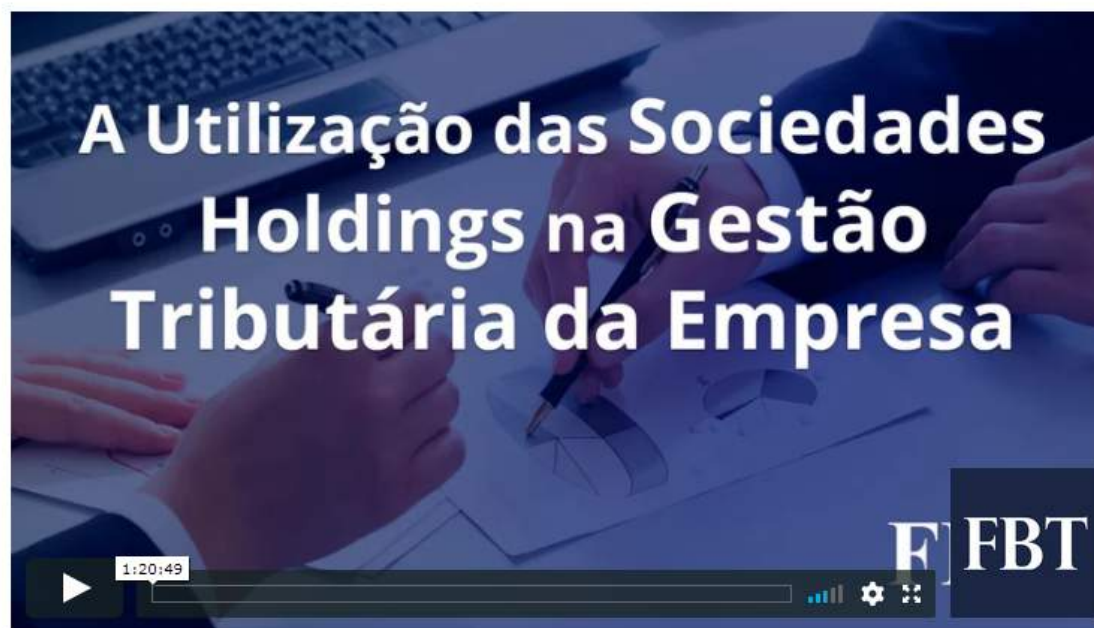 A Utilização das Sociedades
Holdings na Gestão
Tributária da Empresa
FBT
1:20:49